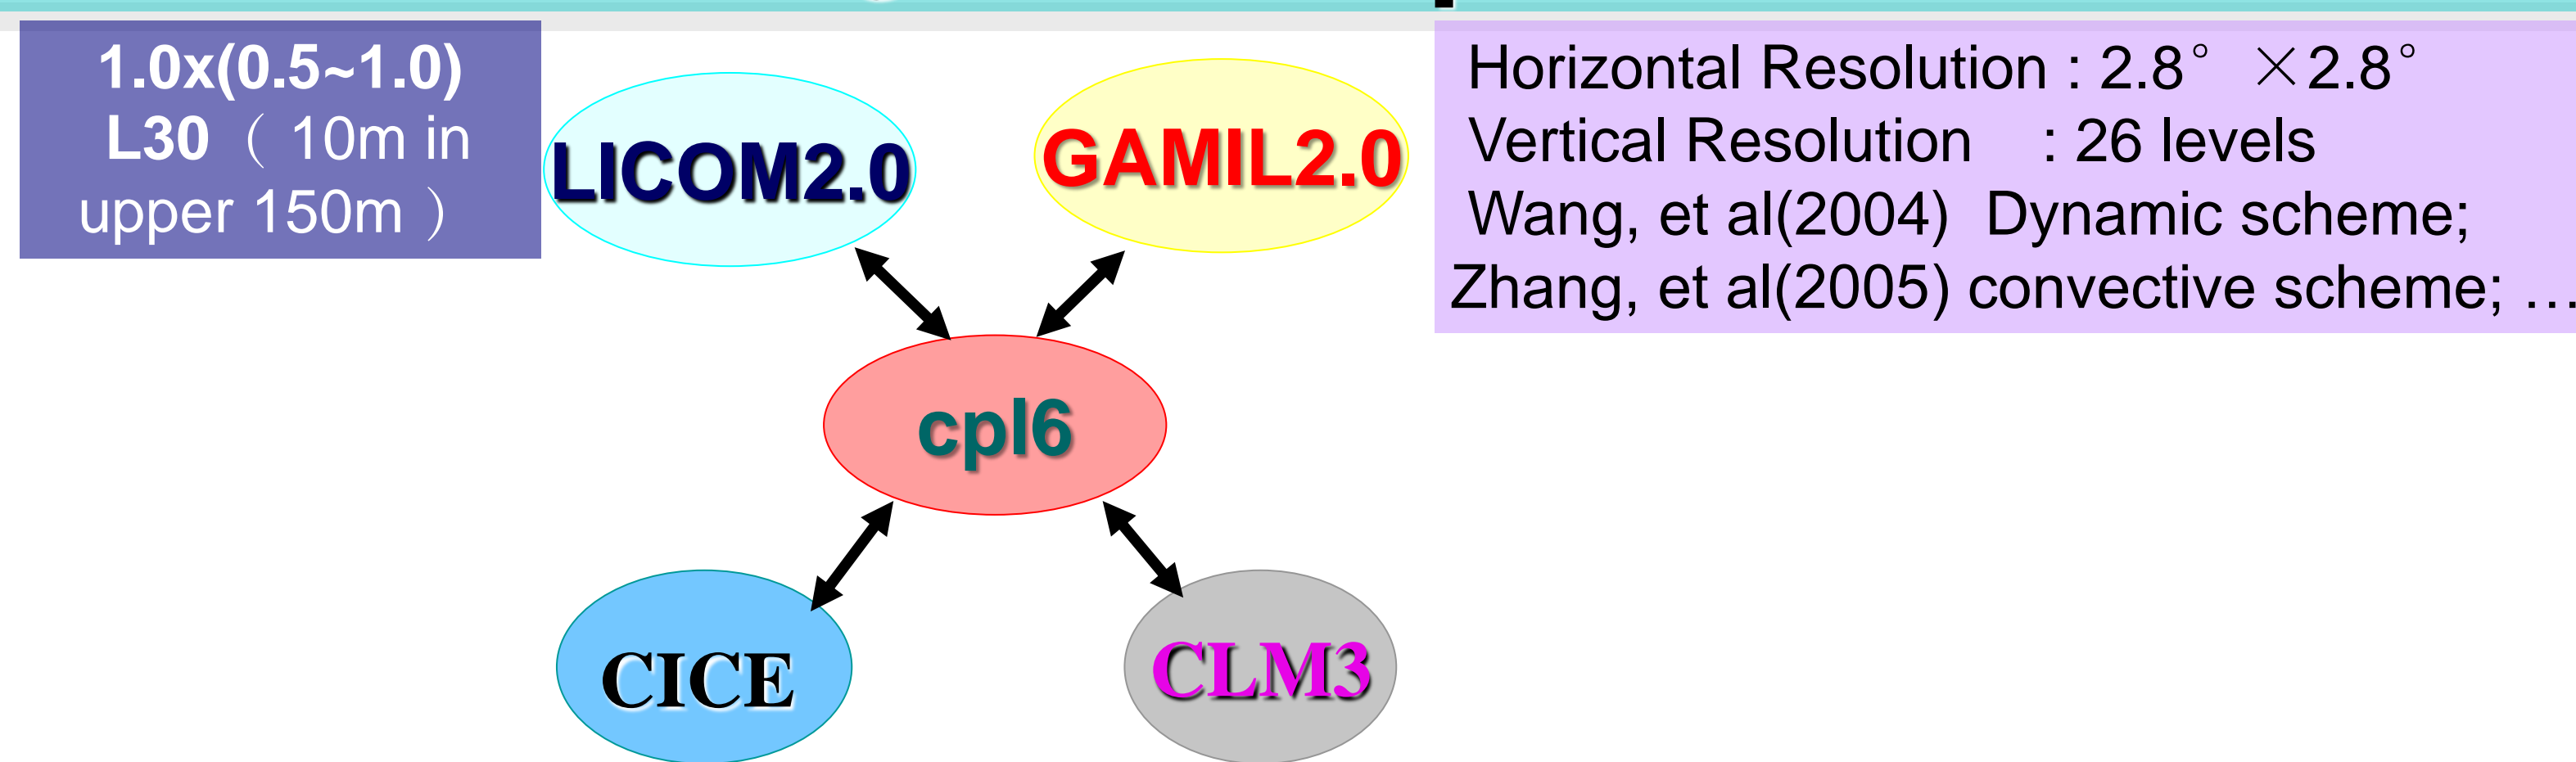 1.0x(0.5~1.0)
L30（ 10m in
upper 150m ）
LICOM2.0
GAMIL2.0
Horizontal Resolution : 2.8° ×2.8°
Vertical Resolution : 26 levels
Wang, et al(2004) Dynamic scheme;
Zhang, et al(2005) convective scheme; …
cpl6
CICE
CLM3